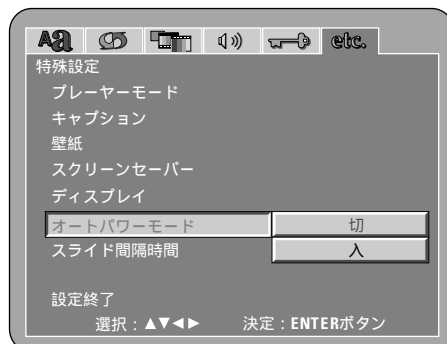 Aa etc.
特殊設定
プレーヤーモード
キャプション
壁紙
スクリーンセーバー
ディスプレイ
オートパワーモード 切
スライド間隔時間 入
設定終了
選択：▲▼◀▶ 決定：ENTERボタン